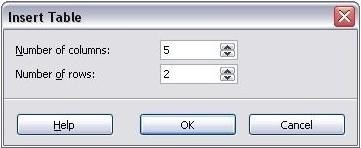 Insert Table
Number of columns: 5
Number of rows: 2
Help OK Cancel